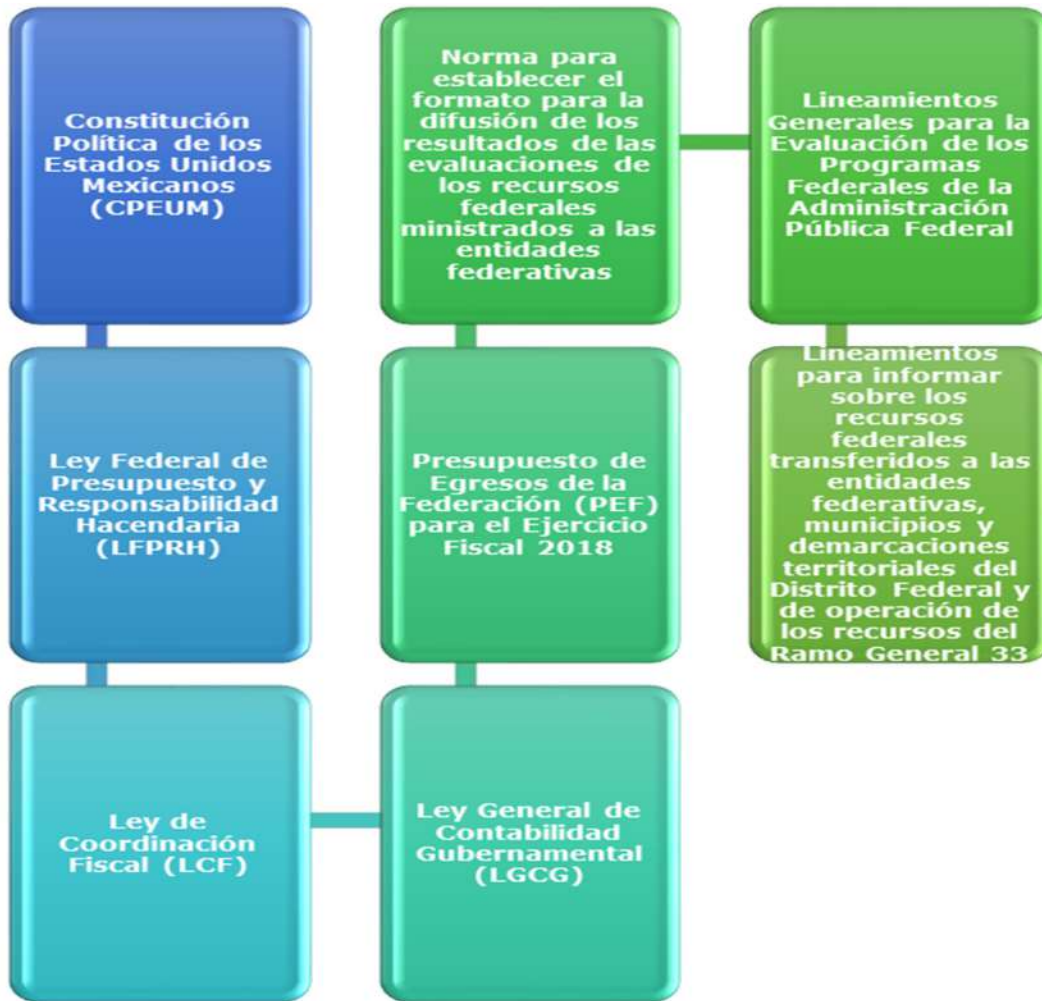 Constitución
Política de los
Estados Unidos
Mexicanos
(CPEUM)
Ley Federal de
Presupuesto y
Responsabilidad
Hacendaria
(LFPRH)
Ley de
Coordinación
Fiscal (LCF)
Ley General de
Contabilidad
Gubernamental
(LGCG)
Presupuesto de
Egresos de la
Federación (PEF)
para el Ejercicio
Fiscal 2018
Norma para
establecer el
formato para la
difusión de los
resultados de las
evaluaciones de
los recursos
federales
ministrados a las
entidades
federativas
Lineamientos
Generales para la
Evaluación de los
Programas
Federales de la
Administración
Pública Federal
Lineamientos
para informar
sobre los
recursos
federales
transferidos a las
entidades
federativas,
municipios y
demarcaciones
territoriales del
Distrito Federal y
de operación de
los recursos del
Ramo General 33